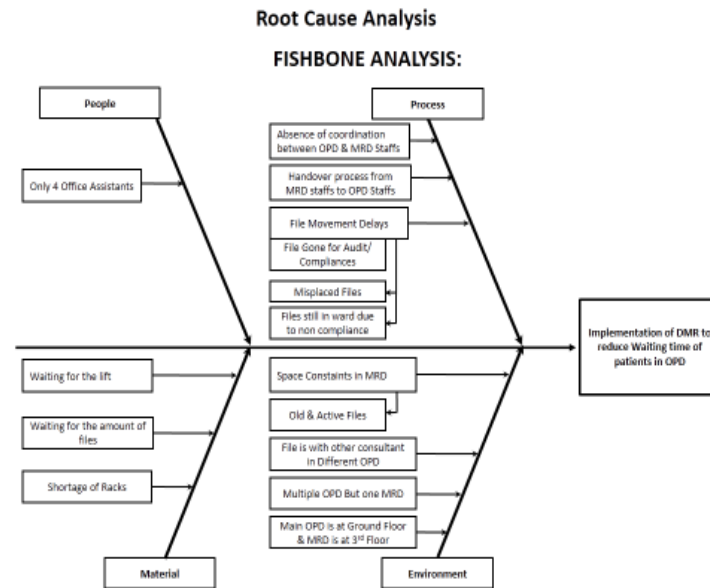 Root Cause Analysis
FISHBONE ANALYSIS:
People
Process
Absence of coordination
between OPD & MRD Staffs
Only 4 Office Assistants
Handover process from
MRD staffs to OPD Staffs
File Movement Delays
File Gone for Audit/
Compliances
Misplaced Files
Files still in ward due
to non compliance
Implementation of DMR to
reduce Waiting time of
patients in OPD
Waiting for the lift
Waiting for the amount of
files
Shortage of Racks
Space Constaints in MRD
Old & Active Files
File is with other consultant
in Different OPD
Multiple OPD But one MRD
Main OPD is at Ground Floor
& MRD is at 3rd Floor
Material
Environment